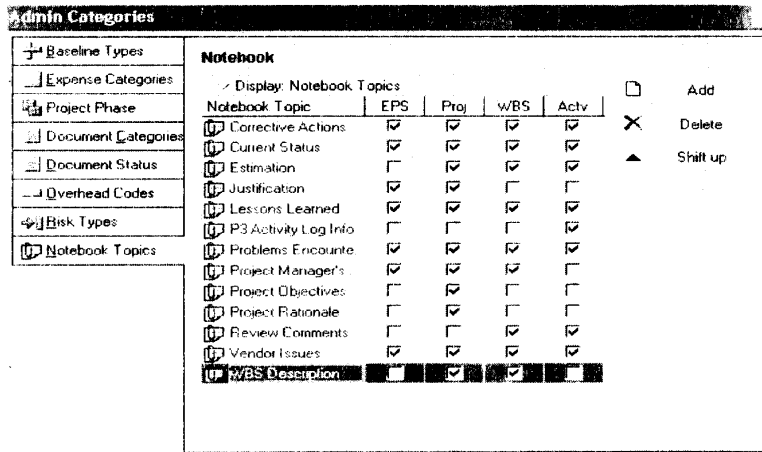 Admin Categories
Baseline Types
Expense Categories
Project Phase
Document Categories
Document Status
Overhead Codes
Risk Types
Notebook Topics
Notebook
Display: Notebook Topics
Notebook Topic EPS Proj WBS Actv
Corrective Actions
Current Status
Estimation
Justification
Lessons Learned
P3 Activity Log Info
Problems Encounte
Project Manager's
Project Objectives
Project Rationale
Review Comments
Vendor Issues
WBS Description
Add
Delete
Shift up